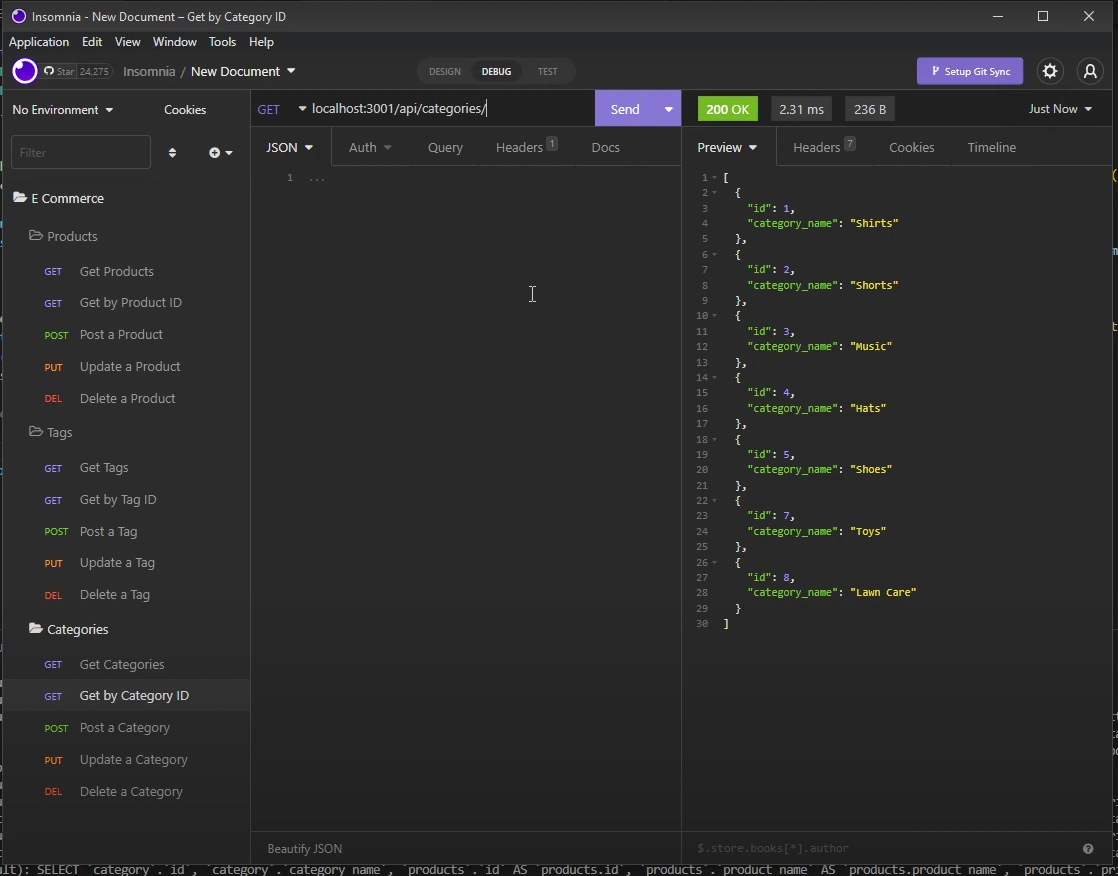 Insomnia - New Document – Get by Category ID
Application Edit View Window Tools Help
Star 24,275 Insomnia / New Document DESIGN DEBUG TEST Setup Git Sync
No Environment Cookies GET localhost:3001/api/categories/ Send 200 OK 2.31 ms 236 B Just Now
Filter JSON Auth Query Headers 1 Docs Preview Headers 7 Cookies Timeline
E Commerce
Products
GET Get Products
GET Get by Product ID
POST Post a Product
PUT Update a Product
DEL Delete a Product
Tags
GET Get Tags
GET Get by Tag ID
POST Post a Tag
PUT Update a Tag
DEL Delete a Tag
Categories
GET Get Categories
GET Get by Category ID
POST Post a Category
PUT Update a Category
DEL Delete a Category
1 ...
Beautify JSON
1 [
2 {
3 "id": 1,
4 "category_name": "Shirts"
5 },
6 {
7 "id": 2,
8 "category_name": "Shorts"
9 },
10 {
11 "id": 3,
12 "category_name": "Music"
13 },
14 {
15 "id": 4,
16 "category_name": "Hats"
17 },
18 {
19 "id": 5,
20 "category_name": "Shoes"
21 },
22 {
23 "id": 7,
24 "category_name": "Toys"
25 },
26 {
27 "id": 8,
28 "category_name": "Lawn Care"
29 }
30 ]
$.store.books[*].author
ult): SELECT `category`.`id`, `category`.`category_name`, `products`.`id` AS `products.id`, `products`.`product_name` AS `products.product_name`, `products`.